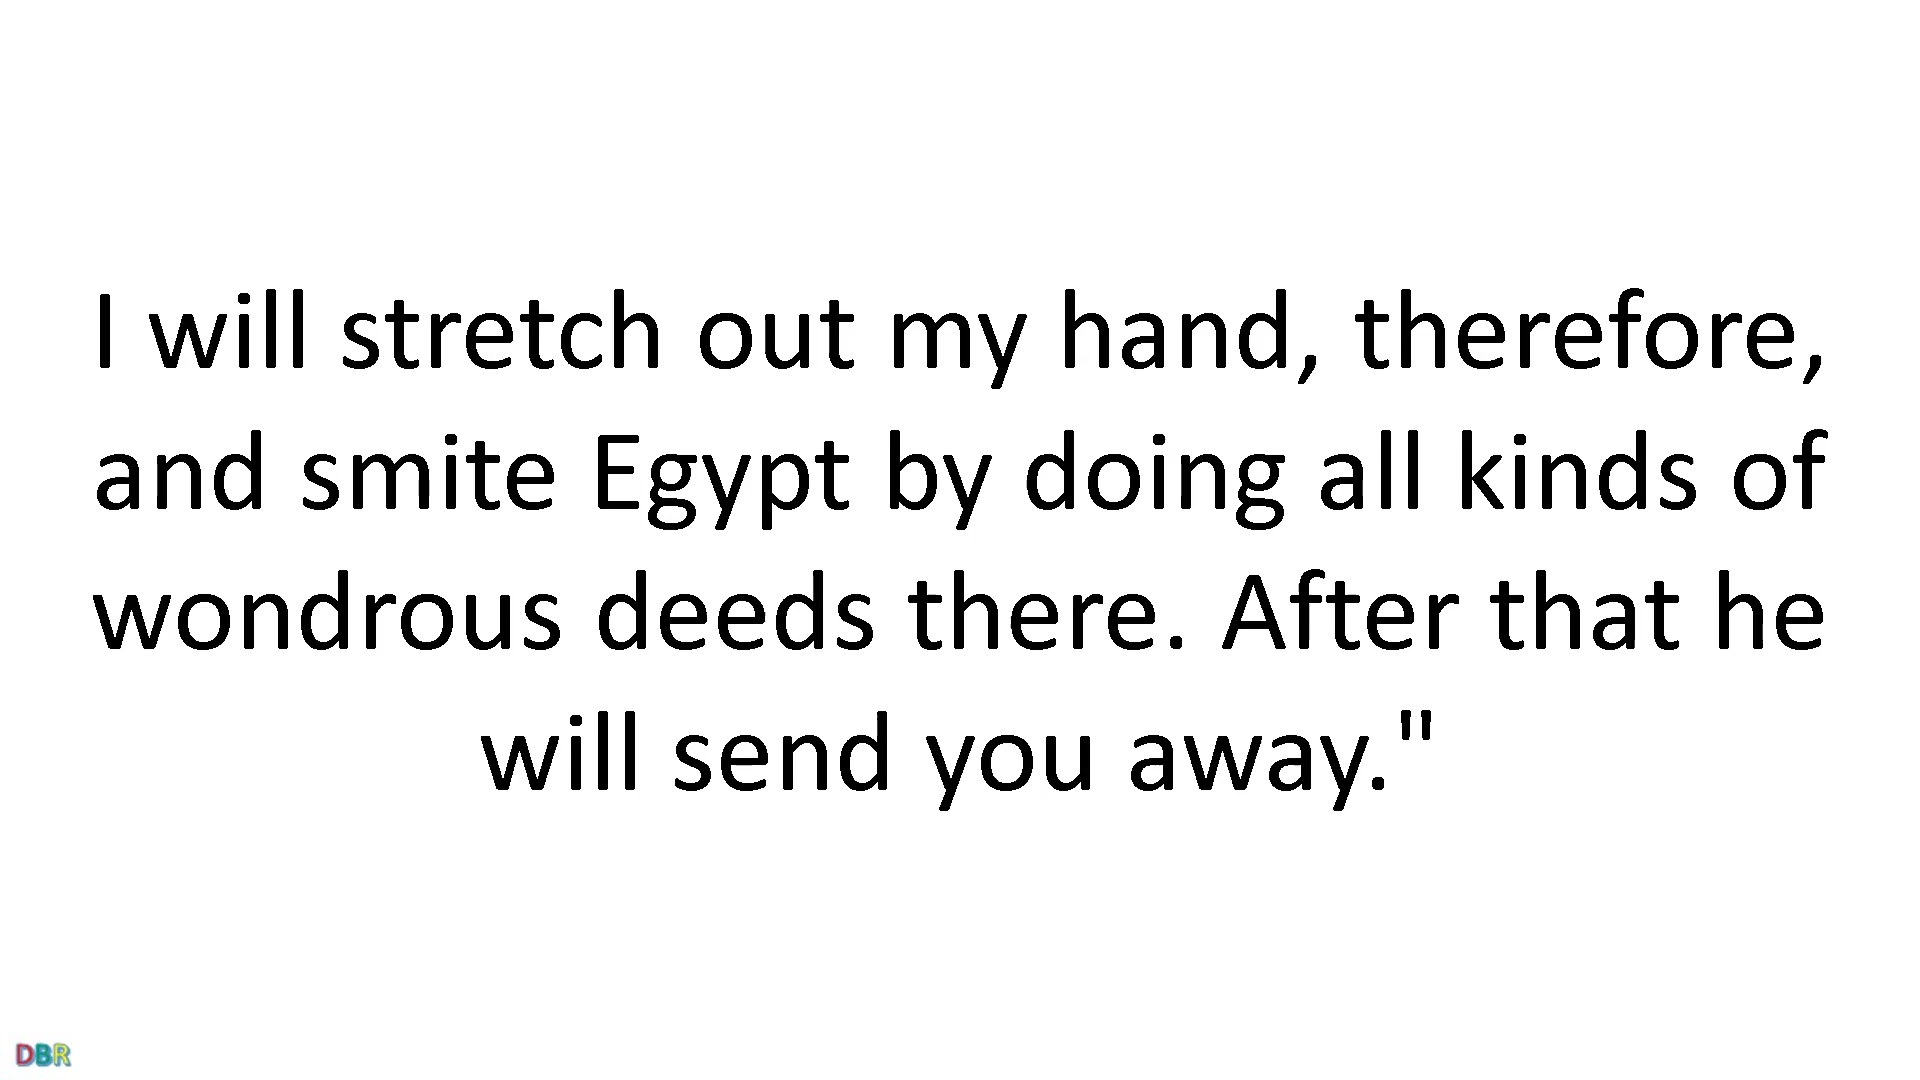 I will stretch out my hand, therefore,
and smite Egypt by doing all kinds of
wondrous deeds there. After that he
will send you away."
DBR